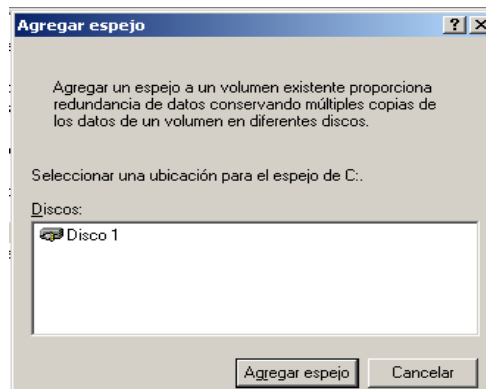 Agregar espejo
Agregar un espejo a un volumen existente proporciona
redundancia de datos conservando múltiples copias de
los datos de un volumen en diferentes discos.
Seleccionar una ubicación para el espejo de C:.
Discos:
Disco 1
Agregar espejo Cancelar